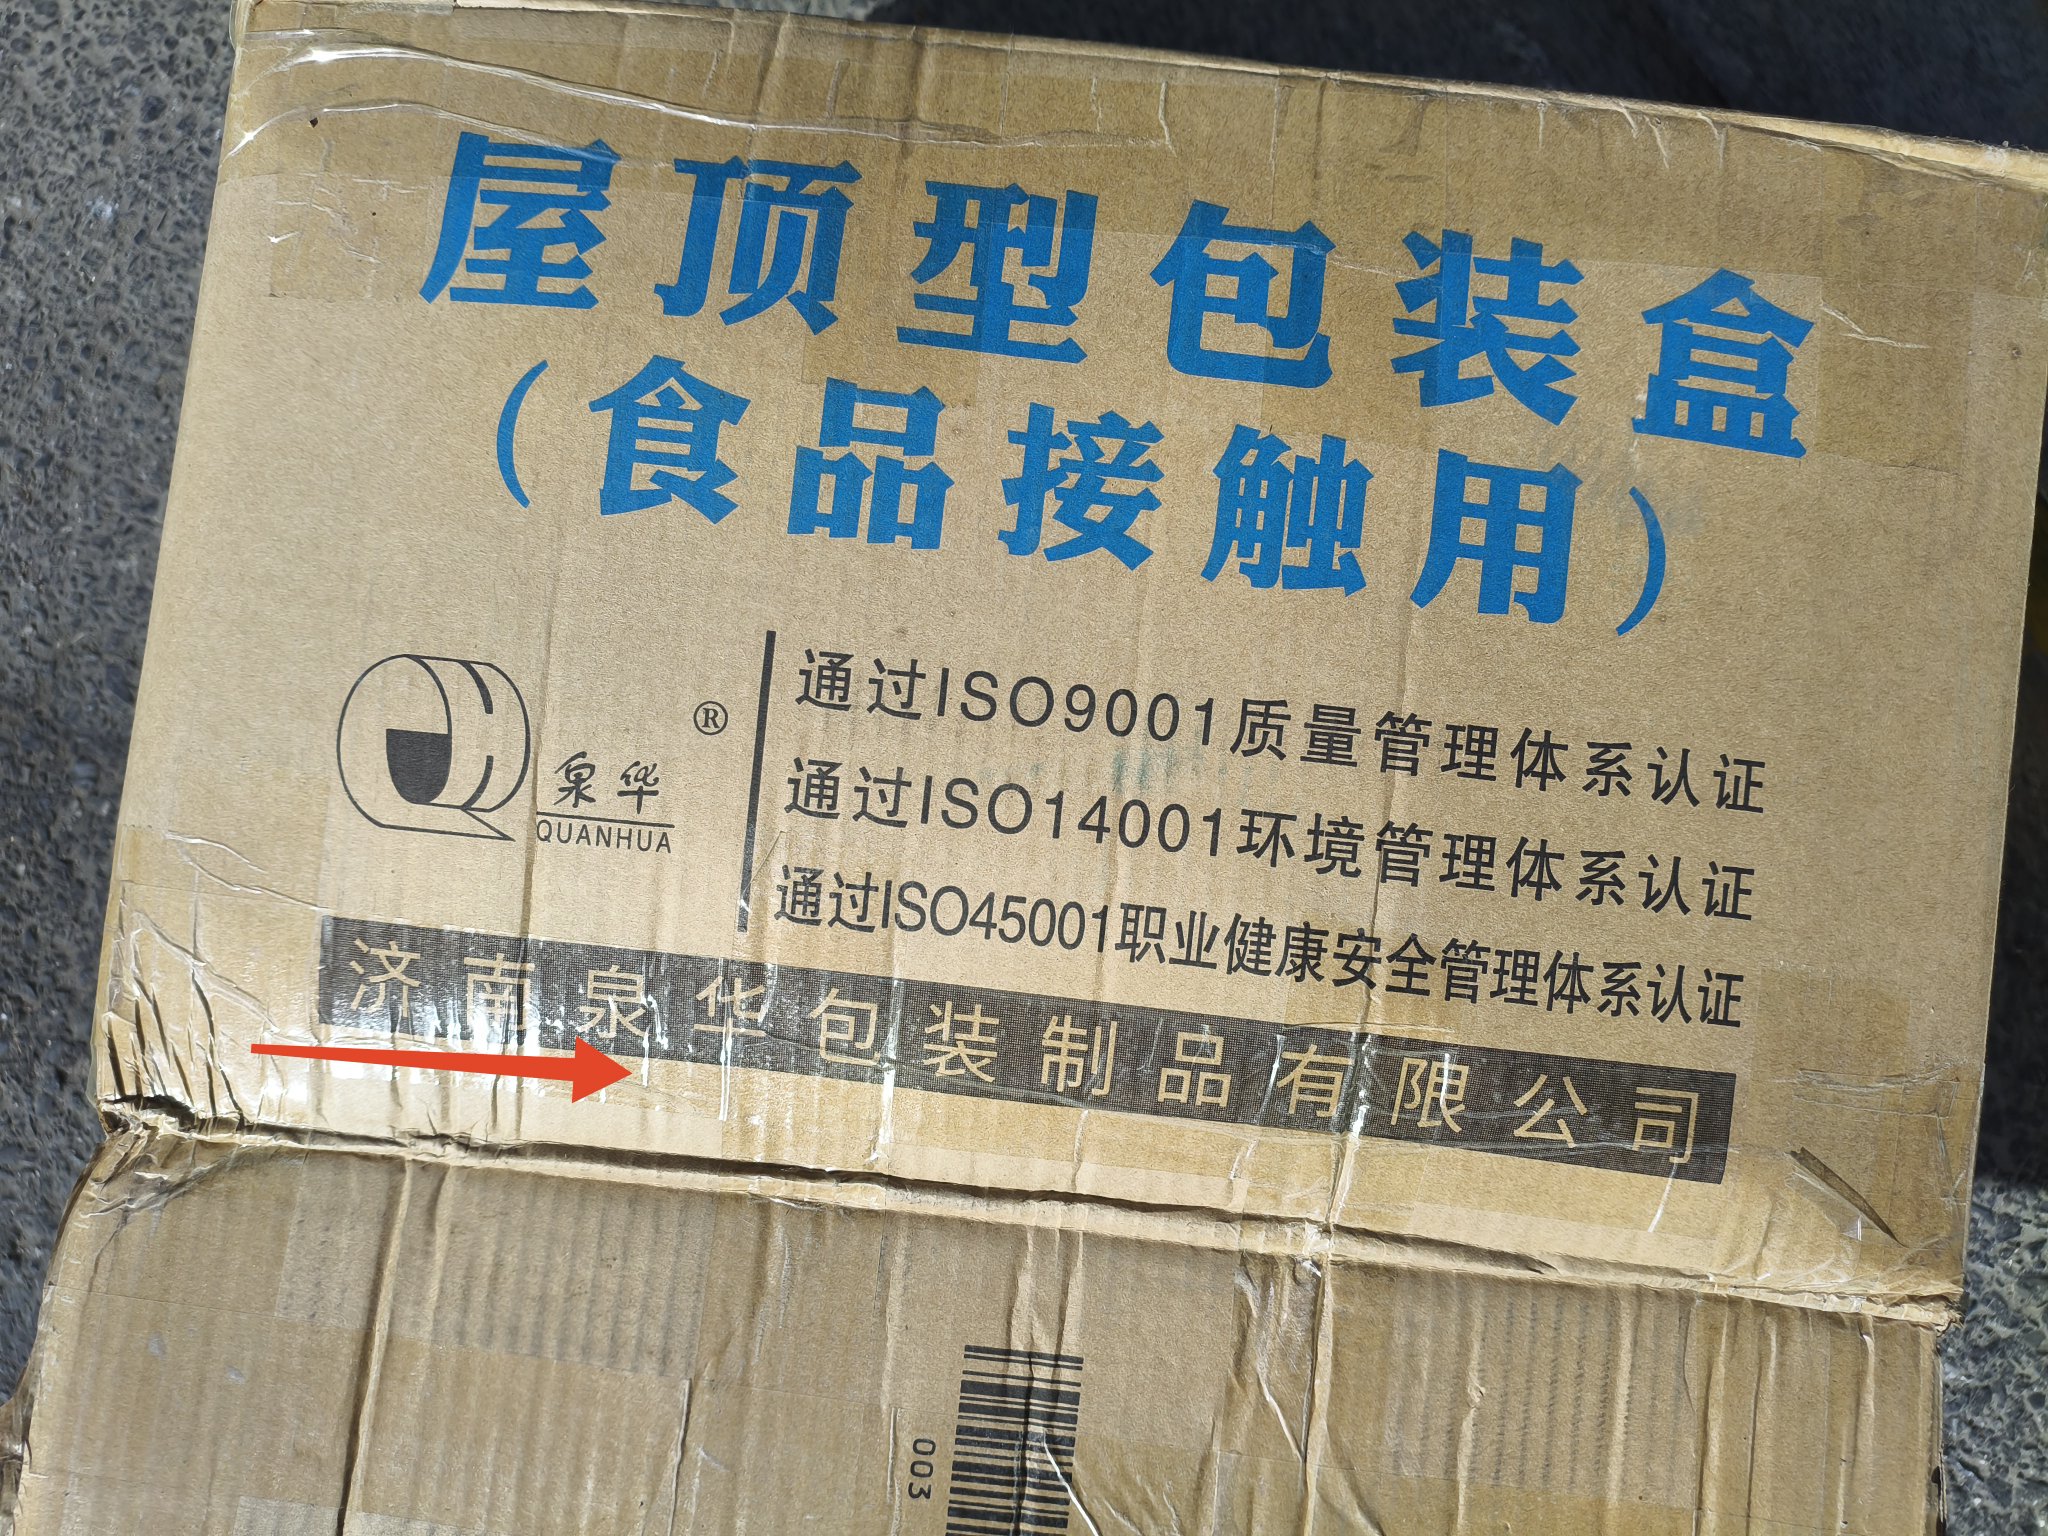 屋顶型包装盒
(食品接触用)
泉华
QUANHUA
®
通过ISO9001质量管理体系认证
通过ISO14001环境管理体系认证
通过ISO45001职业健康安全管理体系认证
济南泉华包装制品有限公司
003